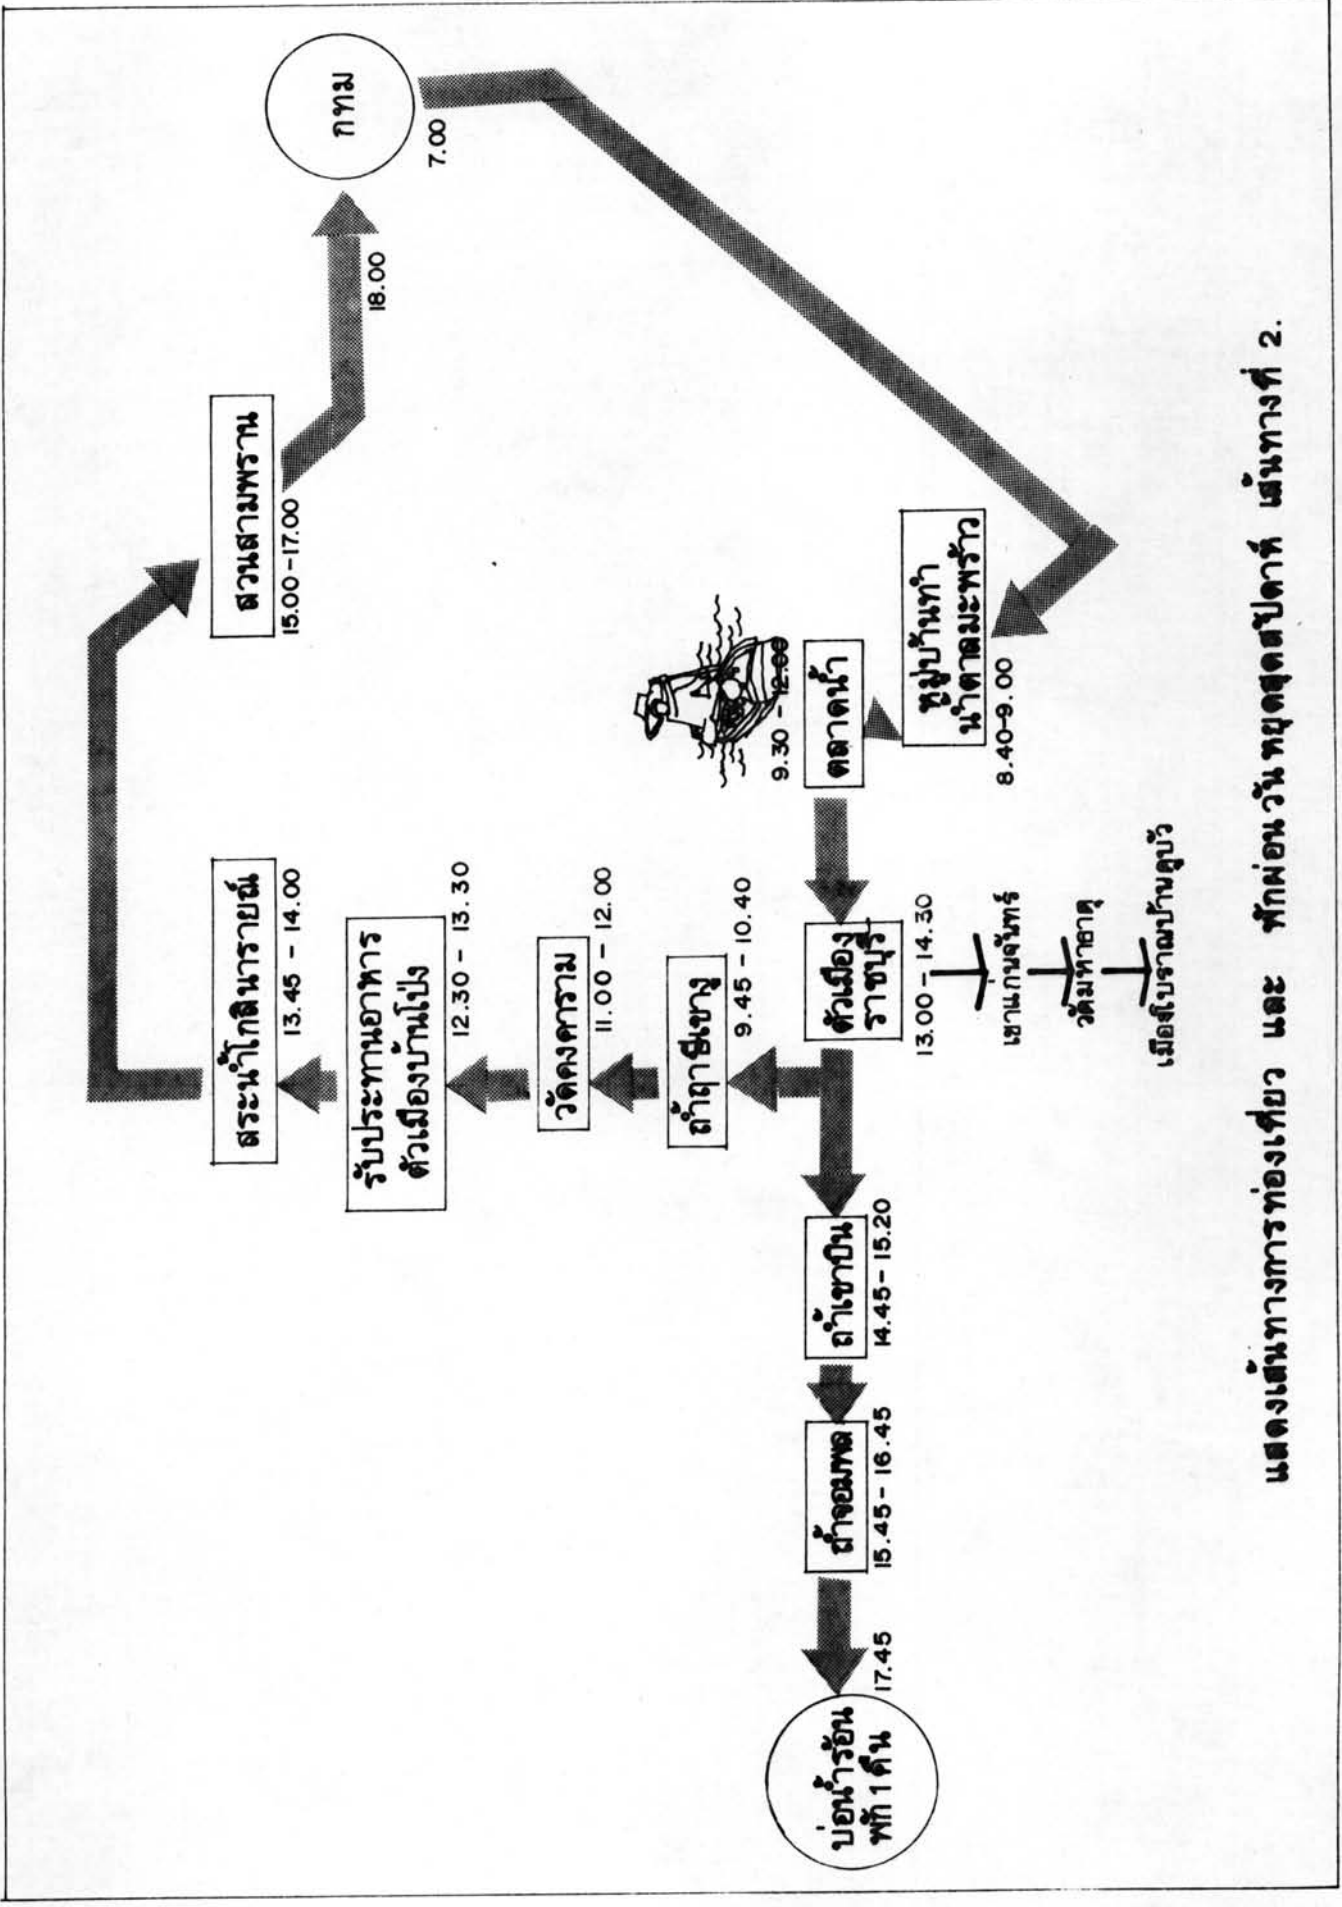 กทม
7.00
18.00
สวนสามพราน
15.00-17.00
หมู่บ้านทำ
น้ำตาลมะพร้าว
8.40-9.00
ตลาดน้ำ
9.30 - 12.00
ตัวเมือง
ราชบุรี
13.00 - 14.30
เขาแก่นจันทร์
วัดมหาธาตุ
เมืองโบราณบ้านคูบัว
ถ้ำเขาบิน
14.45 - 15.20
ถ้ำจอมพล
15.45 - 16.45
บ่อน้ำร้อน
พัก 1 คืน
17.45
ถ้ำฤาษีเขางู
9.45 - 10.40
วัดคงคาราม
11.00 - 12.00
รับประทานอาหาร
ตัวเมืองบ้านโป่ง
12.30 - 13.30
สระน้ำโกสินารายณ์
13.45 - 14.00
แสดงเส้นทางการท่องเที่ยว และ พักผ่อนวันหยุดสุดสัปดาห์ เส้นทางที่ 2.